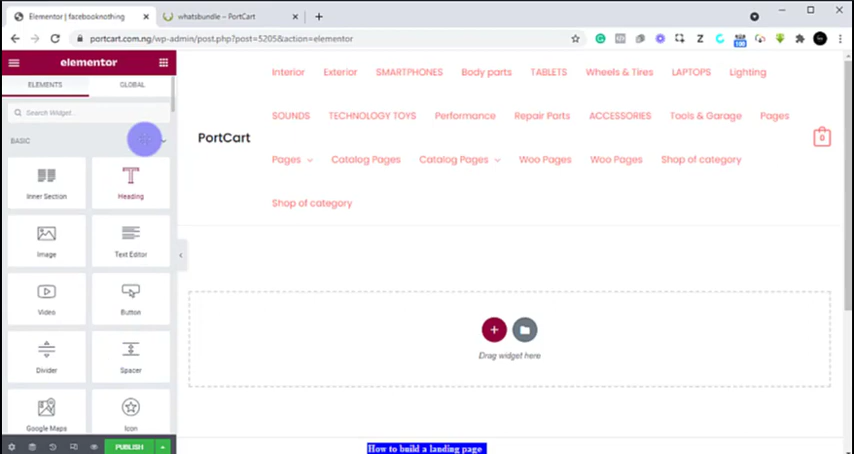 Elementor | facebooknothing
whatsbundle – PortCart
portcart.com.ng/wp-admin/post.php?post=5205&action=elementor
100
elementor
ELEMENTS GLOBAL
Search Widget...
BASIC
Inner Section
Heading
Image
Text Editor
Video
Button
Divider
Spacer
Google Maps
Icon
PUBLISH
PortCart
Interior Exterior SMARTPHONES Body parts TABLETS Wheels & Tires LAPTOPS Lighting
SOUNDS TECHNOLOGY TOYS Performance Repair Parts ACCESSORIES Tools & Garage Pages
Pages Catalog Pages Catalog Pages Woo Pages Woo Pages Shop of category
Shop of category
0
Drag widget here
How to build a landing page